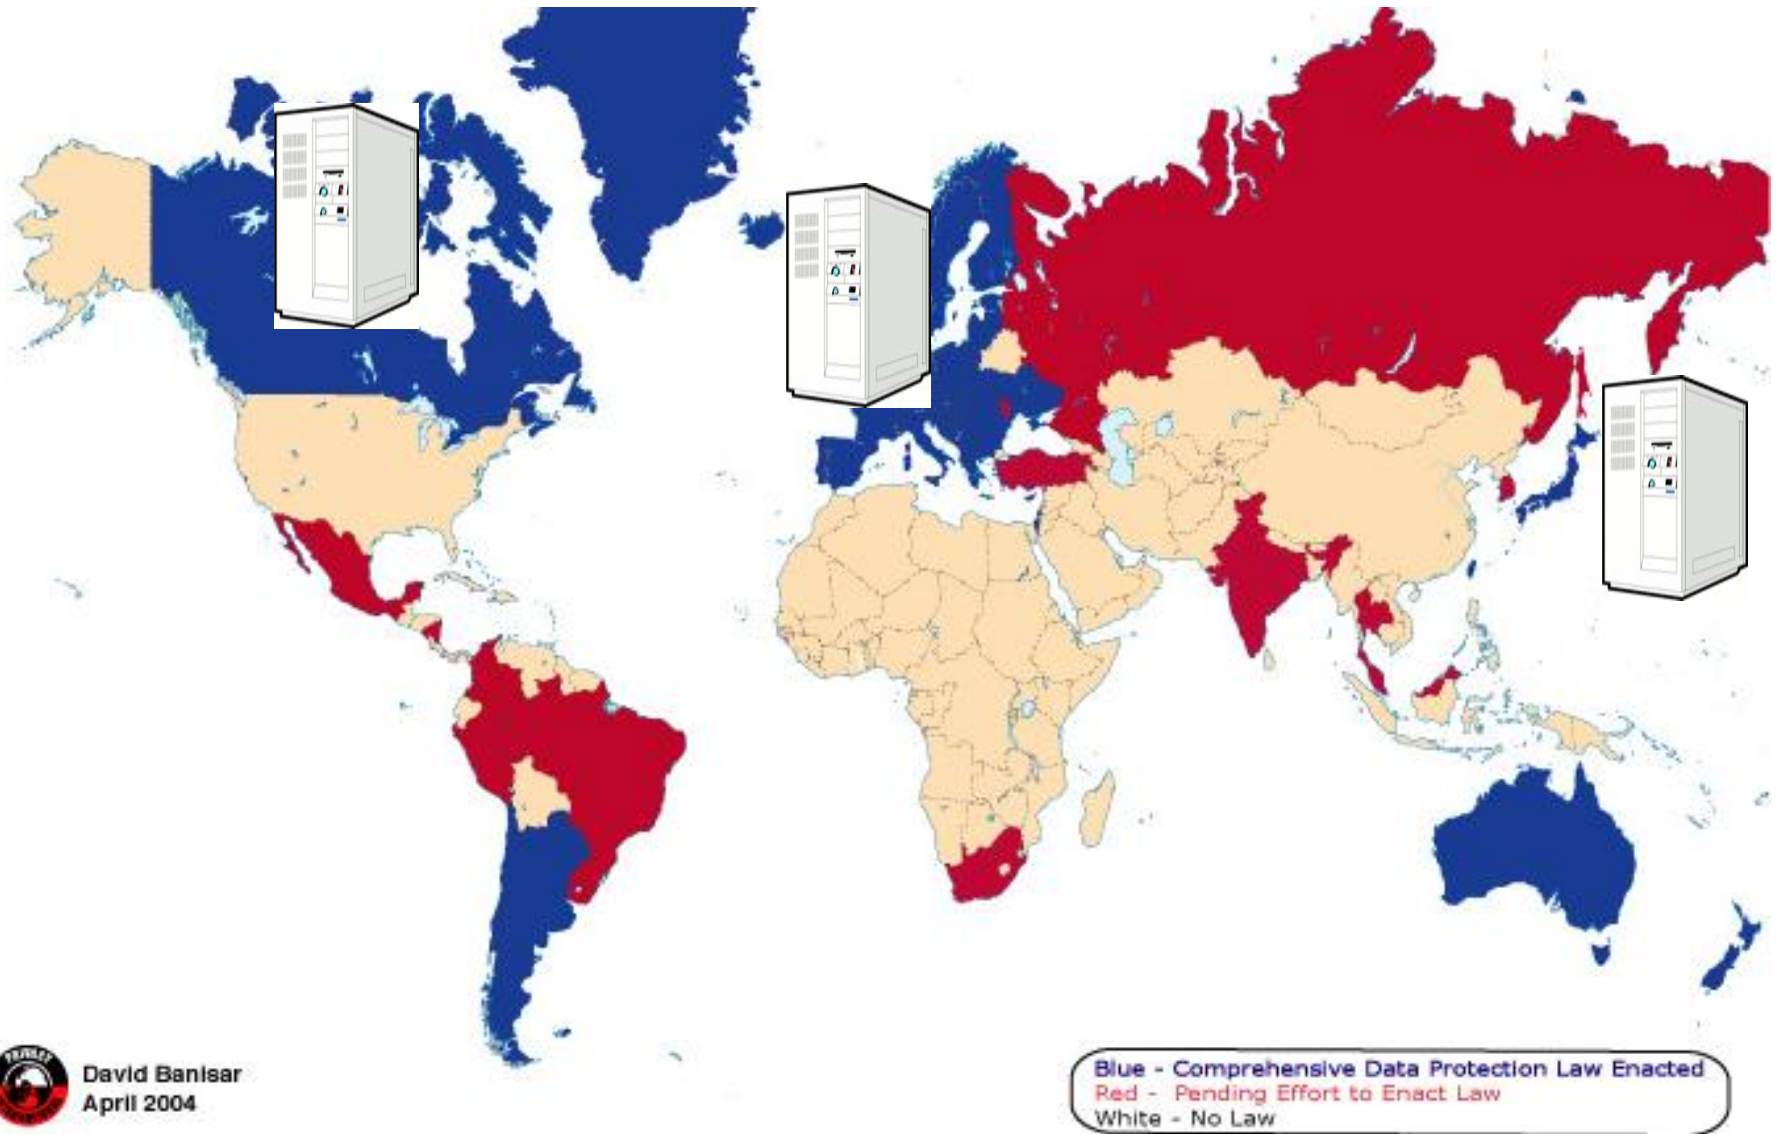 David Banisar
April 2004
Blue - Comprehensive Data Protection Law Enacted
Red - Pending Effort to Enact Law
White - No Law